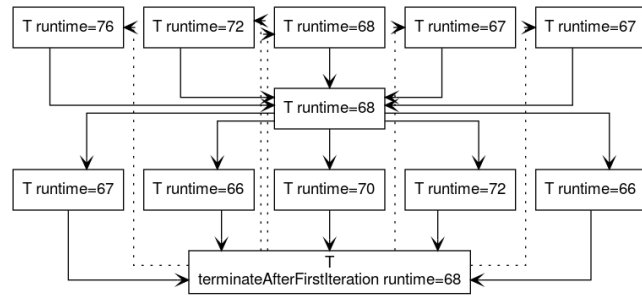 T runtime=76
T runtime=72
T runtime=68
T runtime=67
T runtime=67
T runtime=68
T runtime=67
T runtime=66
T runtime=70
T runtime=72
T runtime=66
T
terminateAfterFirstIteration runtime=68